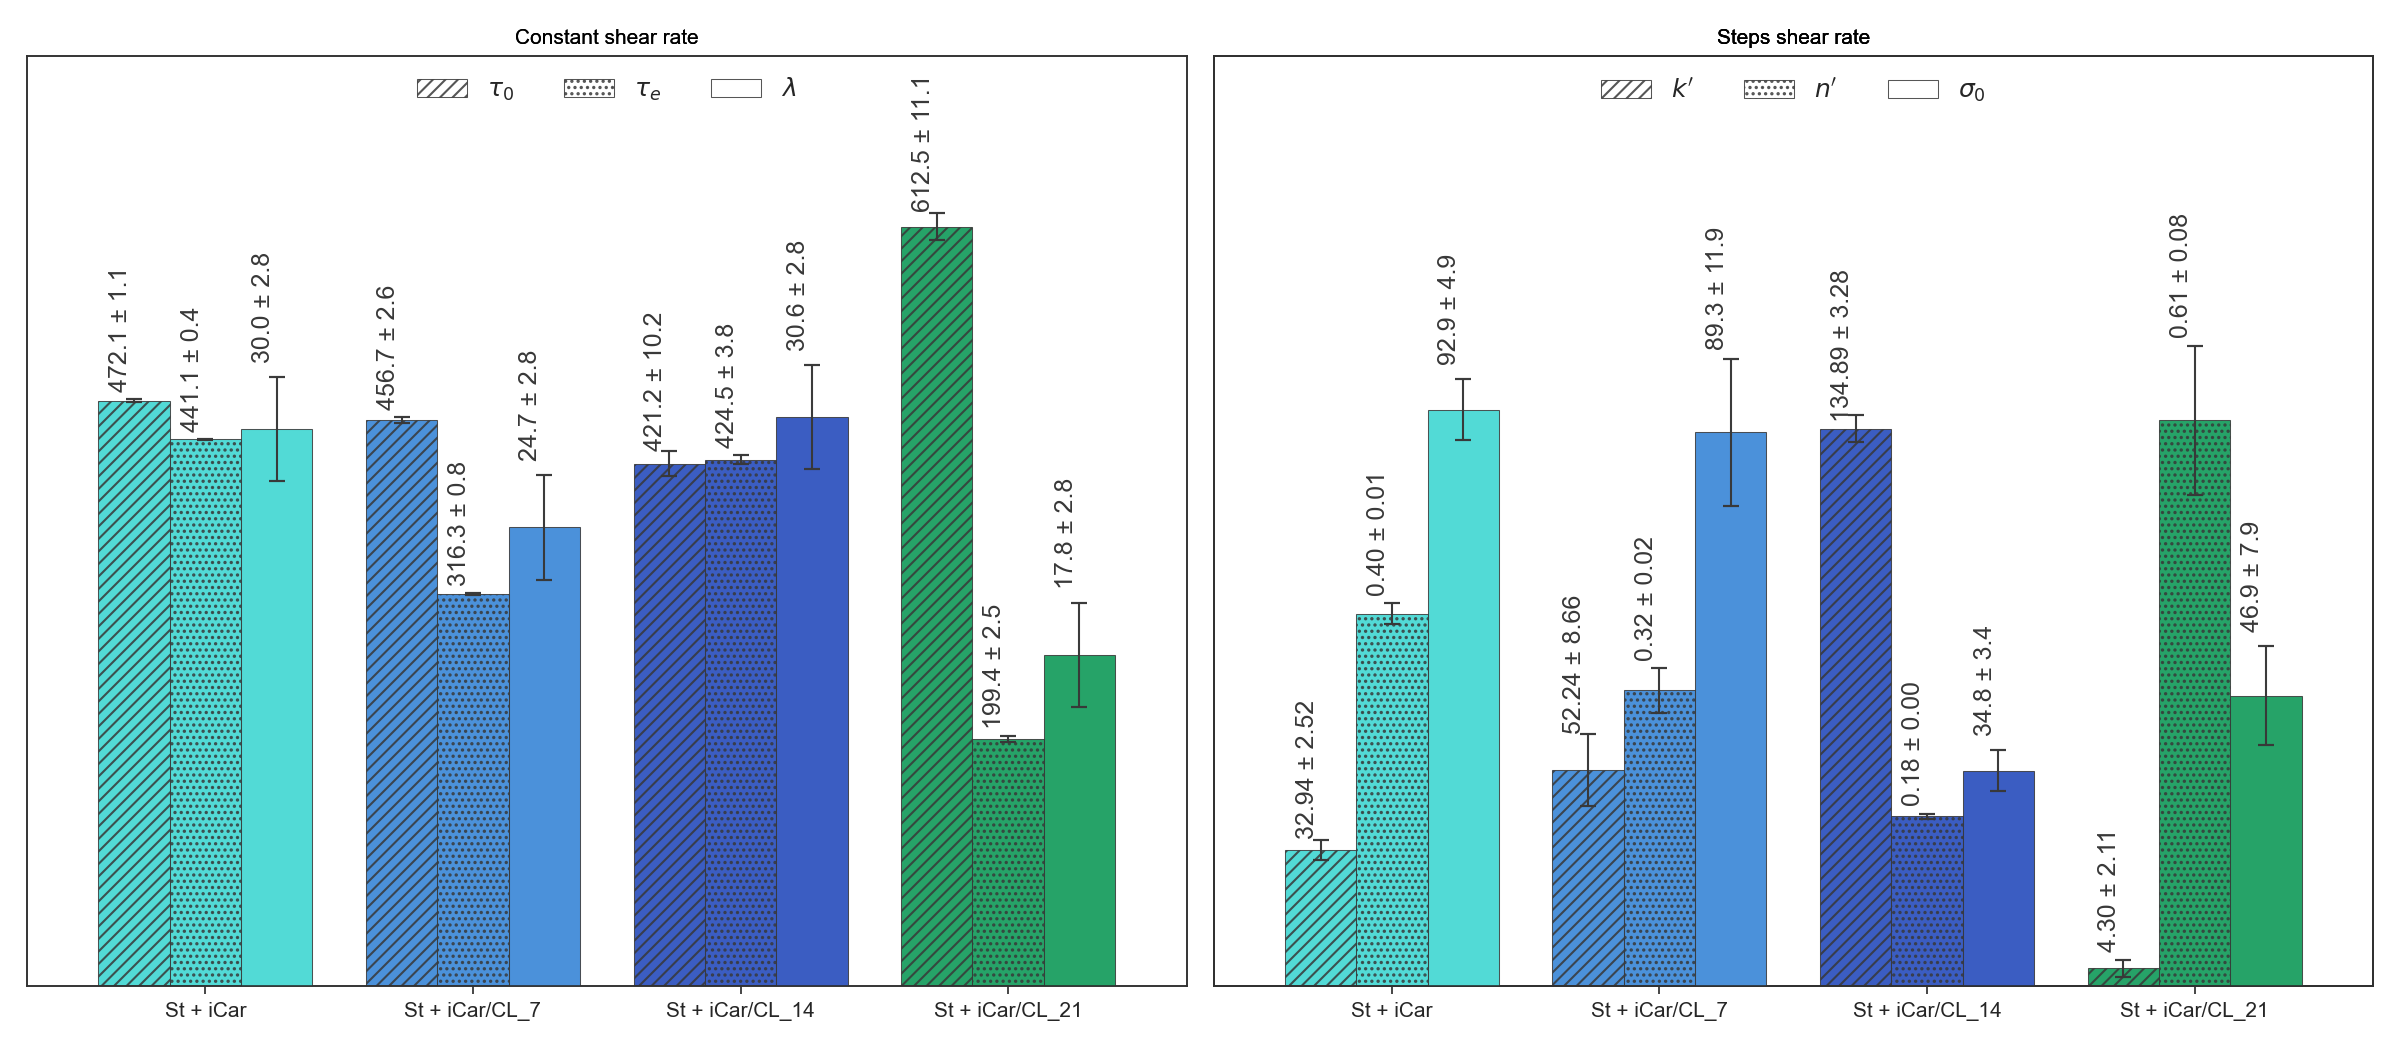 Constant shear rate
τ0 τe λ
472.1 ± 1.1
441.1 ± 0.4
30.0 ± 2.8
456.7 ± 2.6
316.3 ± 0.8
24.7 ± 2.8
421.2 ± 10.2
424.5 ± 3.8
30.6 ± 2.8
612.5 ± 11.1
199.4 ± 2.5
17.8 ± 2.8
St + iCar
St + iCar/CL_7
St + iCar/CL_14
St + iCar/CL_21
Steps shear rate
k′ n′ σ0
32.94 ± 2.52
0.40 ± 0.01
92.9 ± 4.9
52.24 ± 8.66
0.32 ± 0.02
89.3 ± 11.9
134.89 ± 3.28
0.18 ± 0.00
34.8 ± 3.4
4.30 ± 2.11
0.61 ± 0.08
46.9 ± 7.9
St + iCar
St + iCar/CL_7
St + iCar/CL_14
St + iCar/CL_21